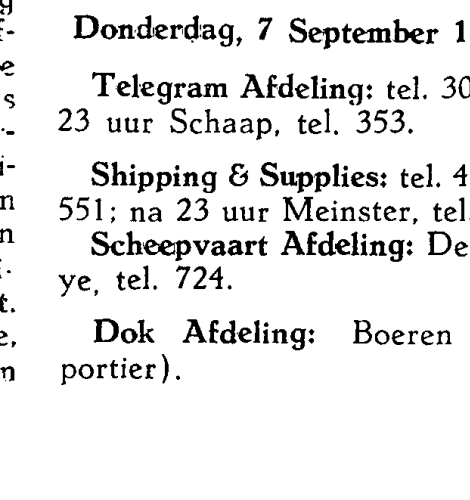 Donderdag, 7 September 1
Telegram Afdeling: tel. 30
23 uur Schaap, tel. 353.
Shipping & Supplies: tel. 4
551; na 23 uur Meinster, tel.
Scheepvaart Afdeling: De
ye, tel. 724.
Dok Afdeling: Boeren
portier).